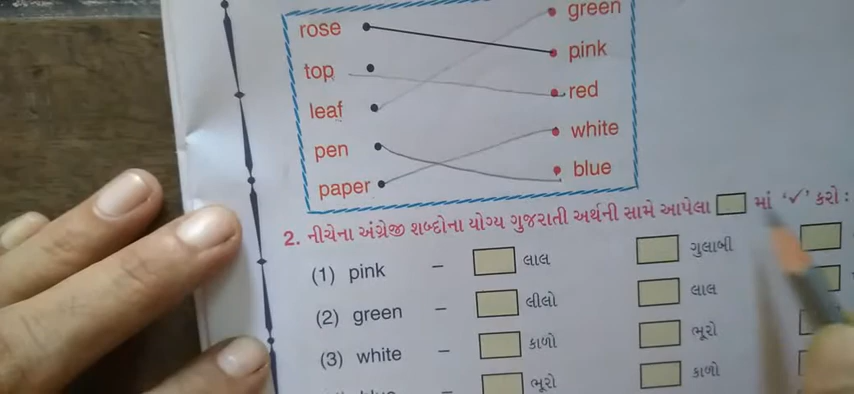 rose green
top pink
leaf red
pen white
paper blue
2. નીચેના અંગ્રેજી શબ્દોના યોગ્ય ગુજરાતી અર્થની સામે આપેલા માં '✓' કરો :
(1) pink – લાલ ગુલાબી
(2) green – લીલો લાલ
(3) white – કાળો ભૂરો
– ભૂરો કાળો